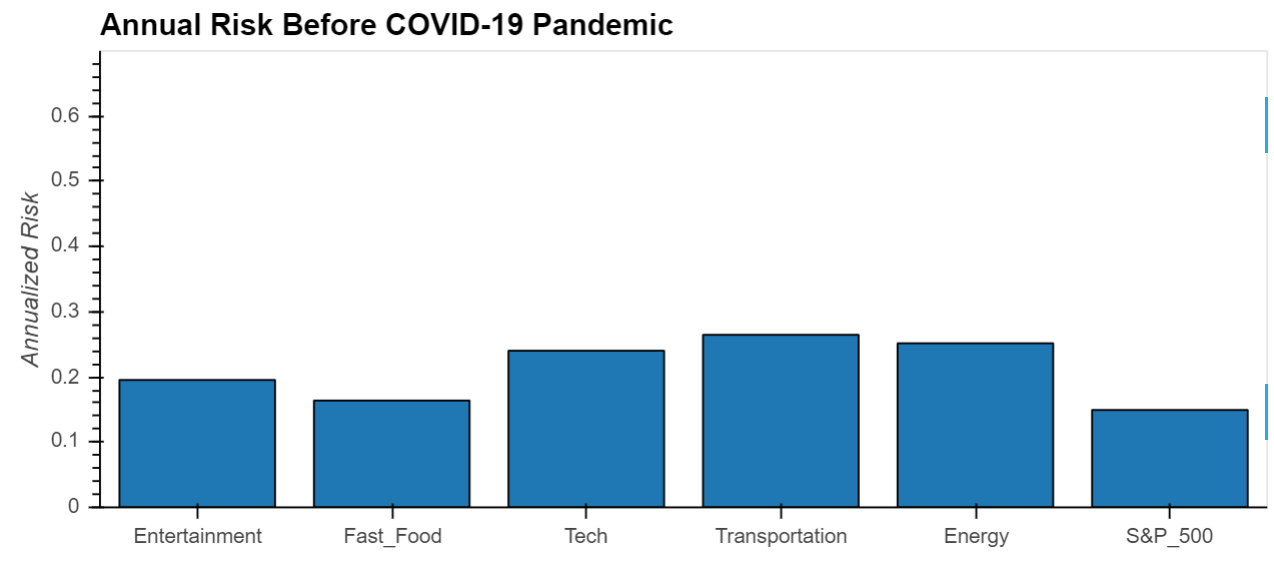 Annual Risk Before COVID-19 Pandemic
Annualized Risk
0.6
0.5
0.4
0.3
0.2
0.1
0
Entertainment Fast_Food Tech Transportation Energy S&P_500